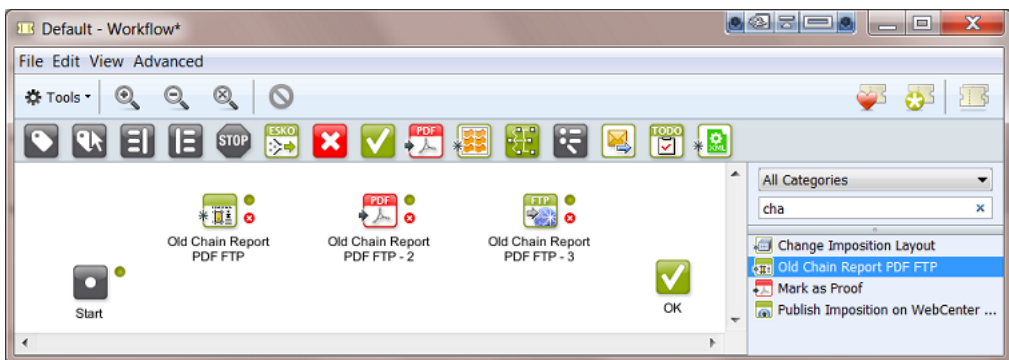 Default - Workflow*
File Edit View Advanced
Tools
STOP
ESKO
PDF
TODO
XML
All Categories
cha
PDF
FTP
Old Chain Report
PDF FTP
Old Chain Report
PDF FTP - 2
Old Chain Report
PDF FTP - 3
Start
OK
Change Imposition Layout
Old Chain Report PDF FTP
Mark as Proof
Publish Imposition on WebCenter ...